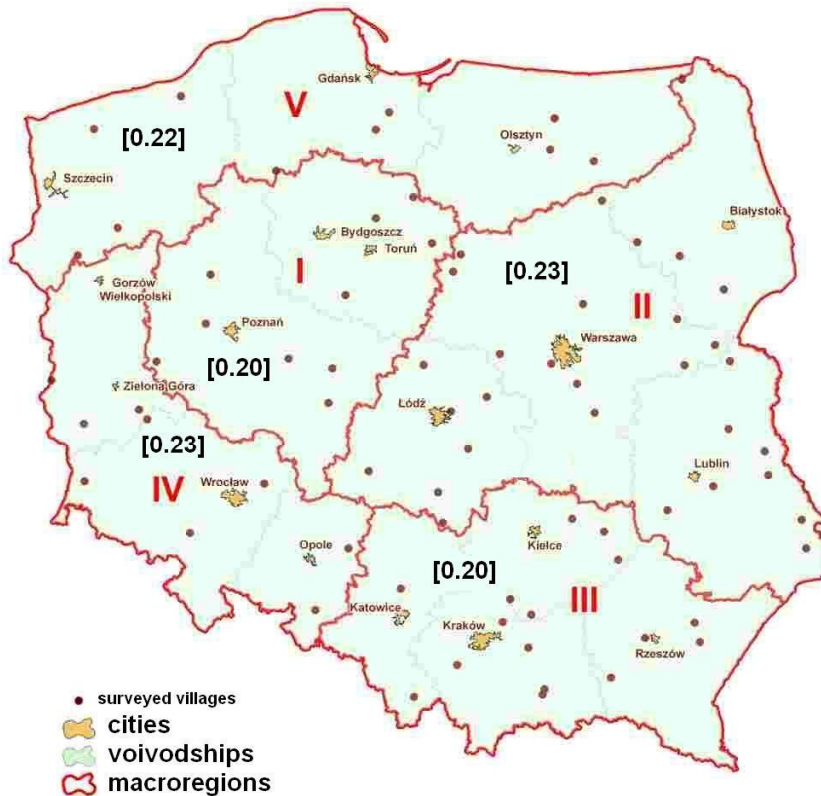 Gdańsk
V
[0.22]
Olsztyn
Szczecin
Białystok
Bydgoszcz
Toruń
I
[0.23]
Gorzów
Wielkopolski
II
Poznań
Warszawa
[0.20]
Zielona Góra
Łódź
[0.23]
Lublin
IV
Wrocław
Opole
Kielce
[0.20]
III
Katowice
Kraków
Rzeszów
surveyed villages
cities
voivodships
macroregions